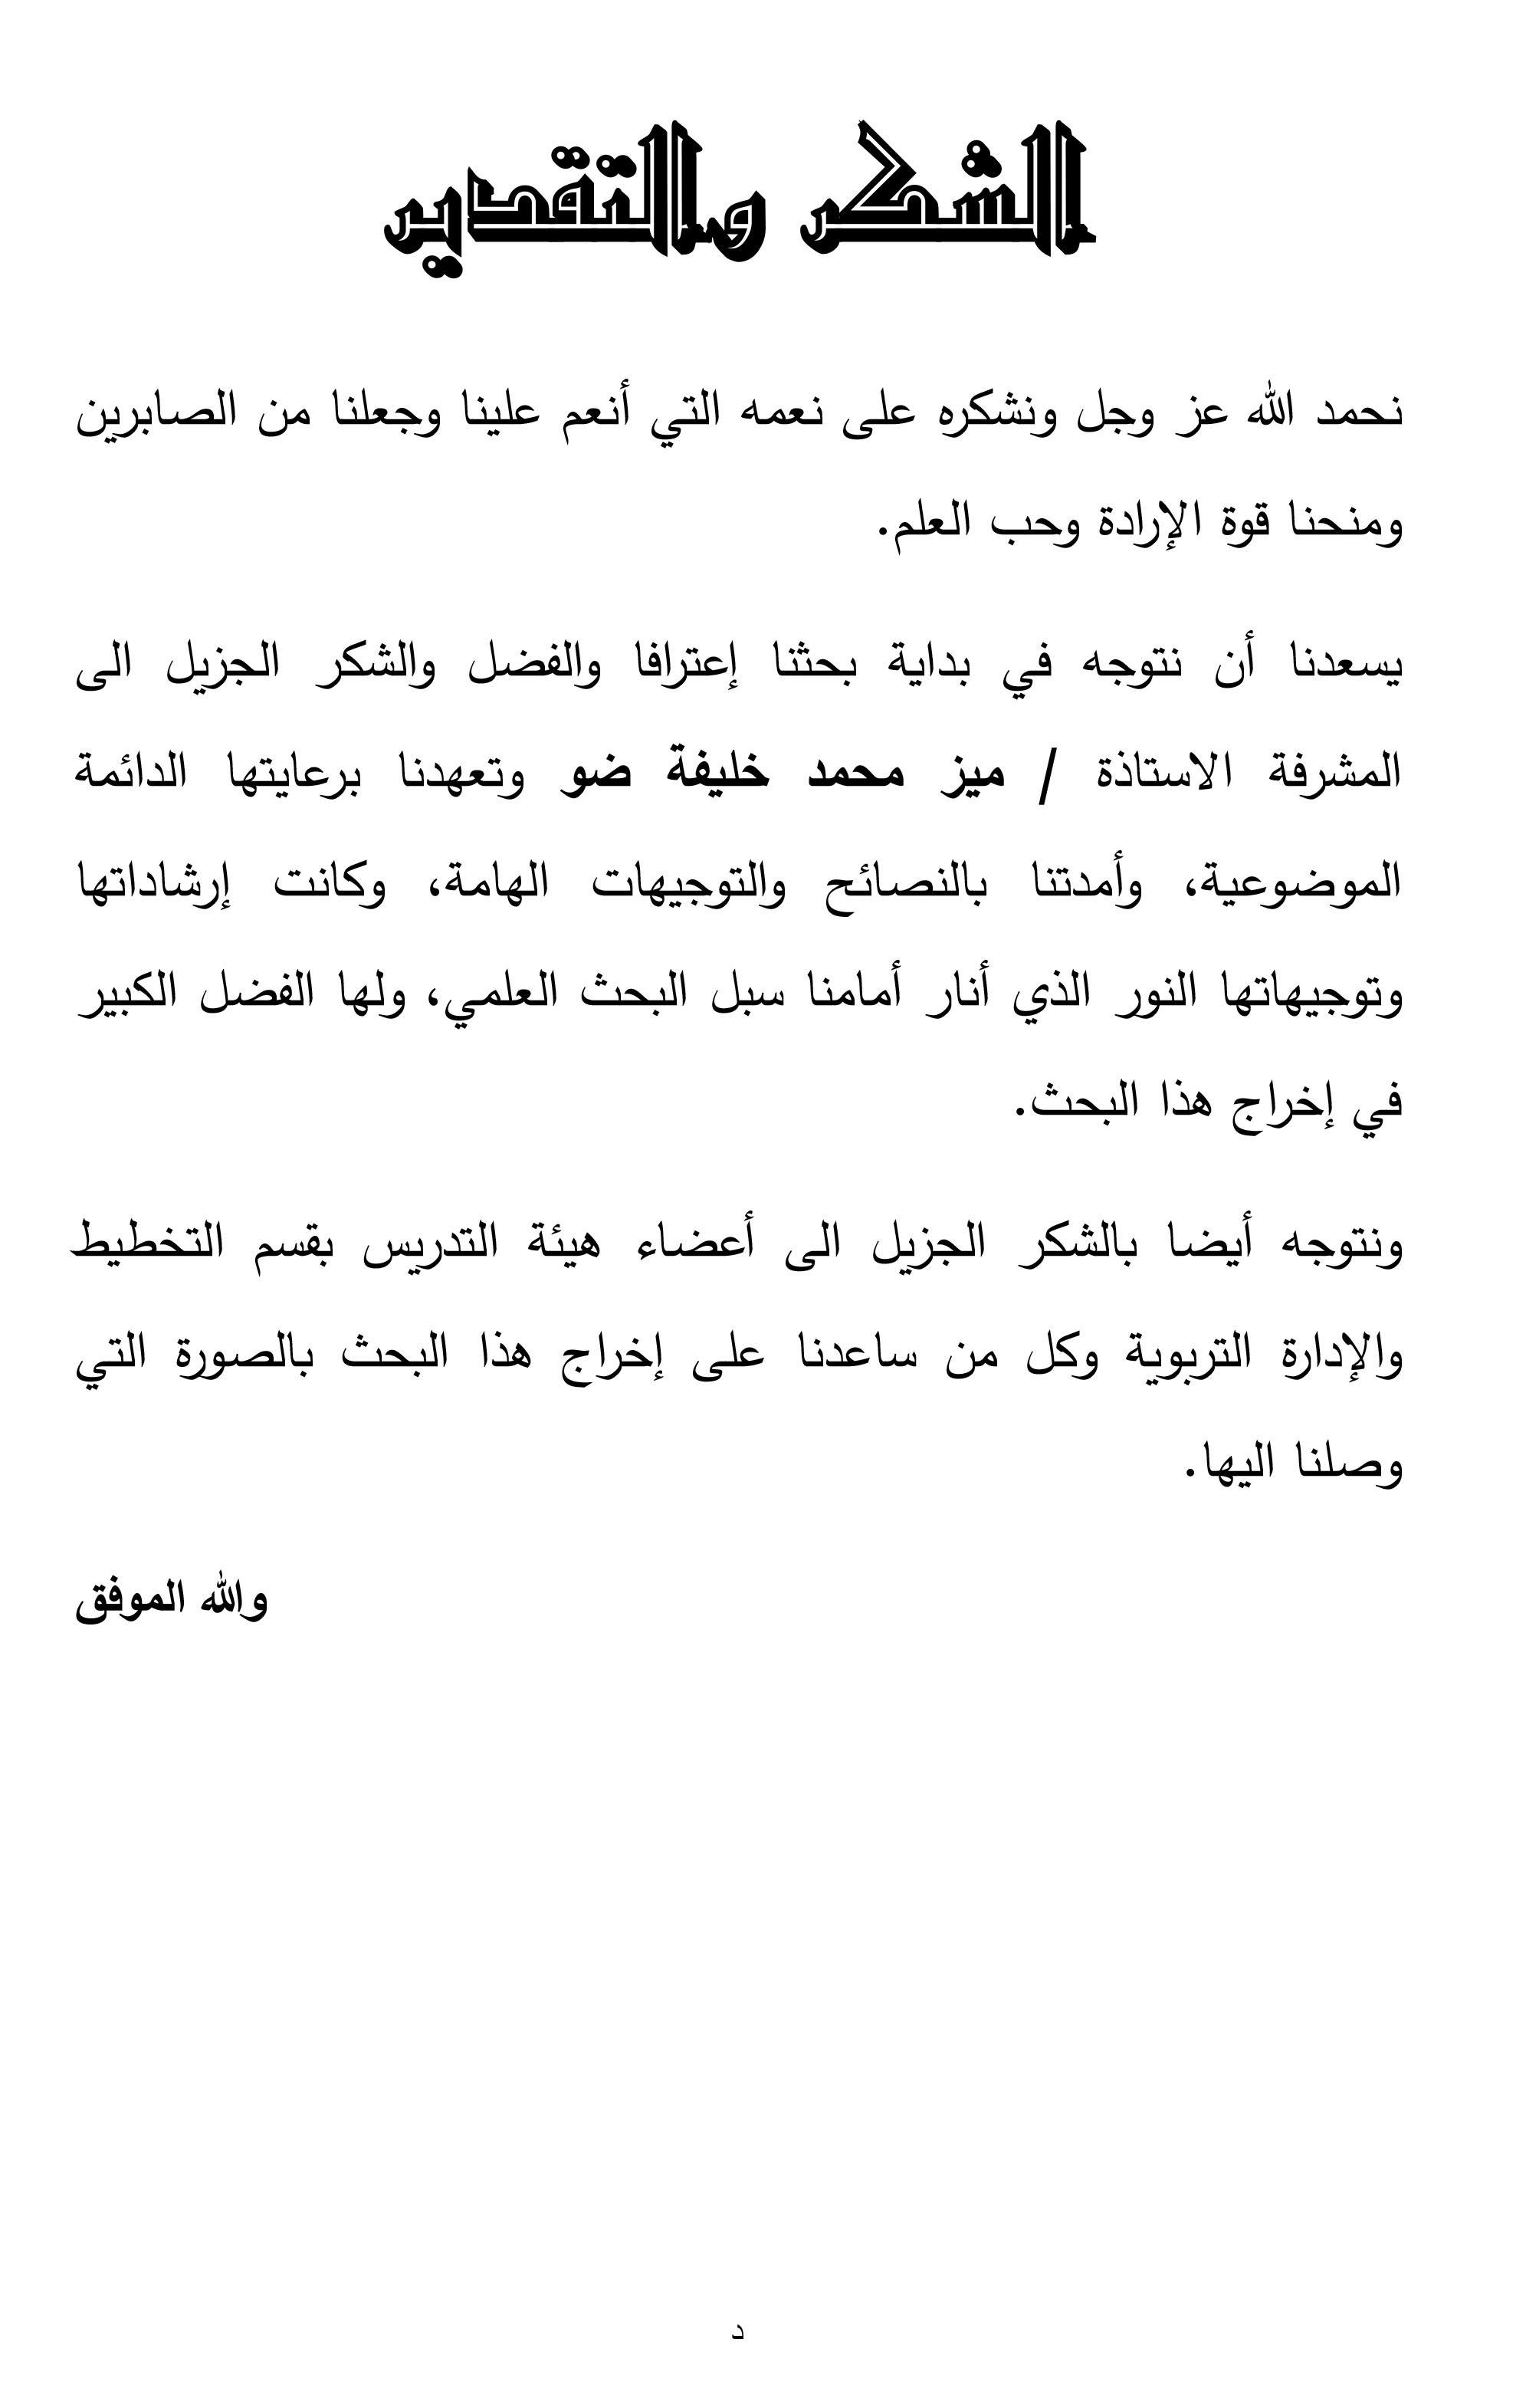 الشكر والتقدير
نحمد الله عز وجل ونشكره على نعمه التي أنعم علينا وجعلنا من الصابرين
ومنحنا قوة الإرادة وحب العلم.
يسعدنا أن نتوجه في بداية بحثنا إعترافا والفضل والشكر الجزيل الى
المشرفة الاستاذة / ميز محمد خليفة ضو وتعهدنا برعايتها الدائمة
الموضوعية، وأمدتنا بالنصائح والتوجيهات الهامة، وكانت إرشاداتها
وتوجيهاتها النور الذي أنار أمامنا سبل البحث العلمي، ولها الفضل الكبير
في إخراج هذا البحث.
ونتوجه أيضا بالشكر الجزيل الى أعضاء هيئة التدريس بقسم التخطيط
والإدارة التربوية وكل من ساعدنا على إخراج هذا البحث بالصورة التي
وصلنا اليها.
والله الموفق
د